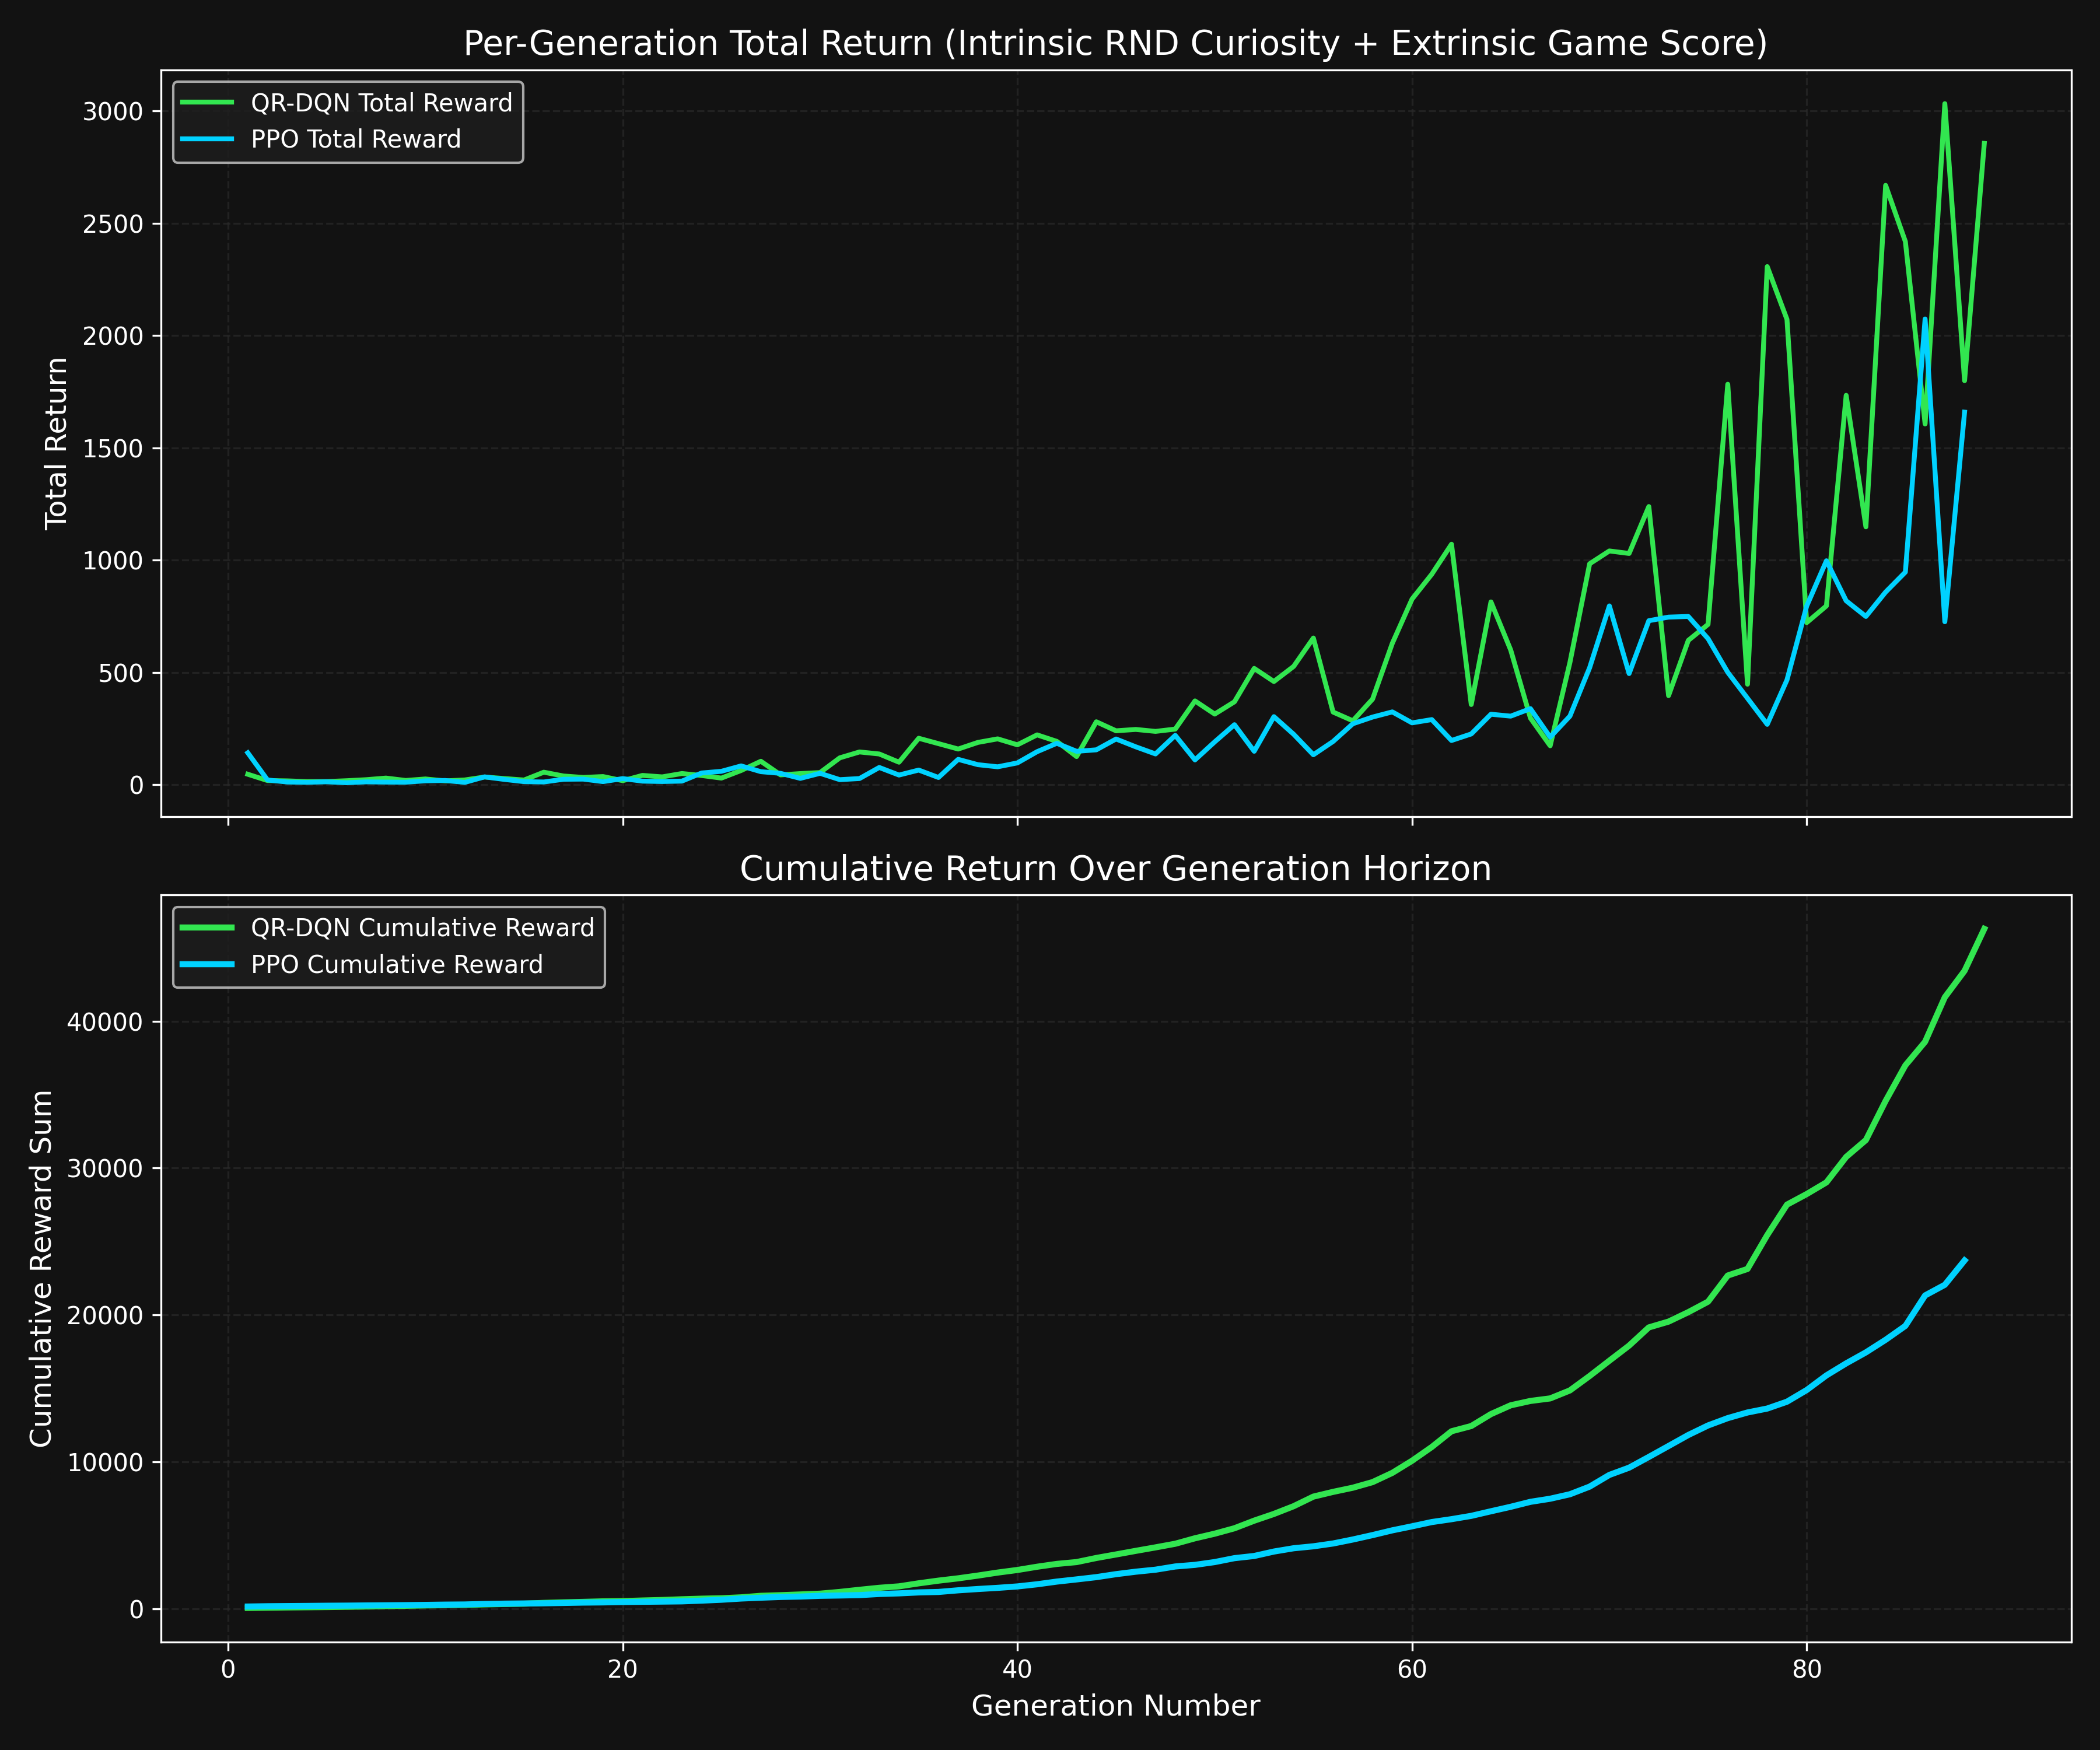 Per-Generation Total Return (Intrinsic RND Curiosity + Extrinsic Game Score)
QR-DQN Total Reward
PPO Total Reward
Total Return
3000
2500
2000
1500
1000
500
0
Cumulative Return Over Generation Horizon
QR-DQN Cumulative Reward
PPO Cumulative Reward
Cumulative Reward Sum
40000
30000
20000
10000
0
0 20 40 60 80
Generation Number